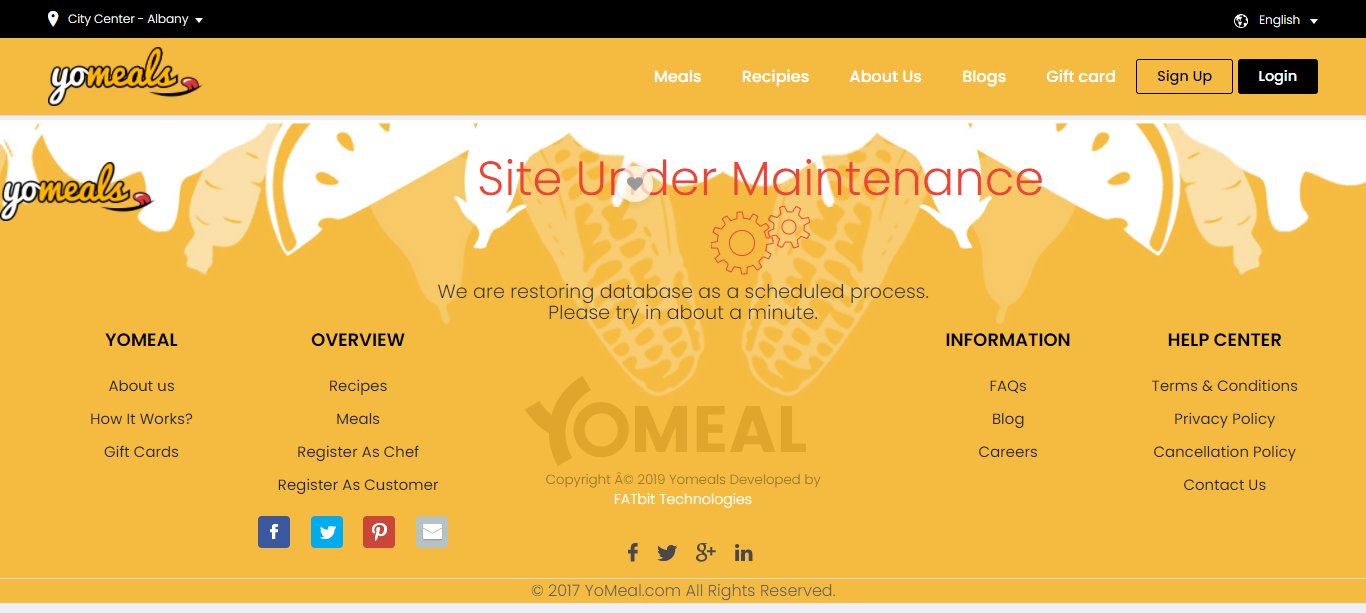 City Center - Albany
English
yomeals
Meals
Recipies
About Us
Blogs
Gift card
Sign Up
Login
yomeals
Site Under Maintenance
We are restoring database as a scheduled process.
Please try in about a minute.
YOMEAL
About us
How It Works?
Gift Cards
OVERVIEW
Recipes
Meals
Register As Chef
Register As Customer
YOMEAL
Copyright Â© 2019 Yomeals Developed by
FATbit Technologies
INFORMATION
FAQs
Blog
Careers
HELP CENTER
Terms & Conditions
Privacy Policy
Cancellation Policy
Contact Us
© 2017 YoMeal.com All Rights Reserved.